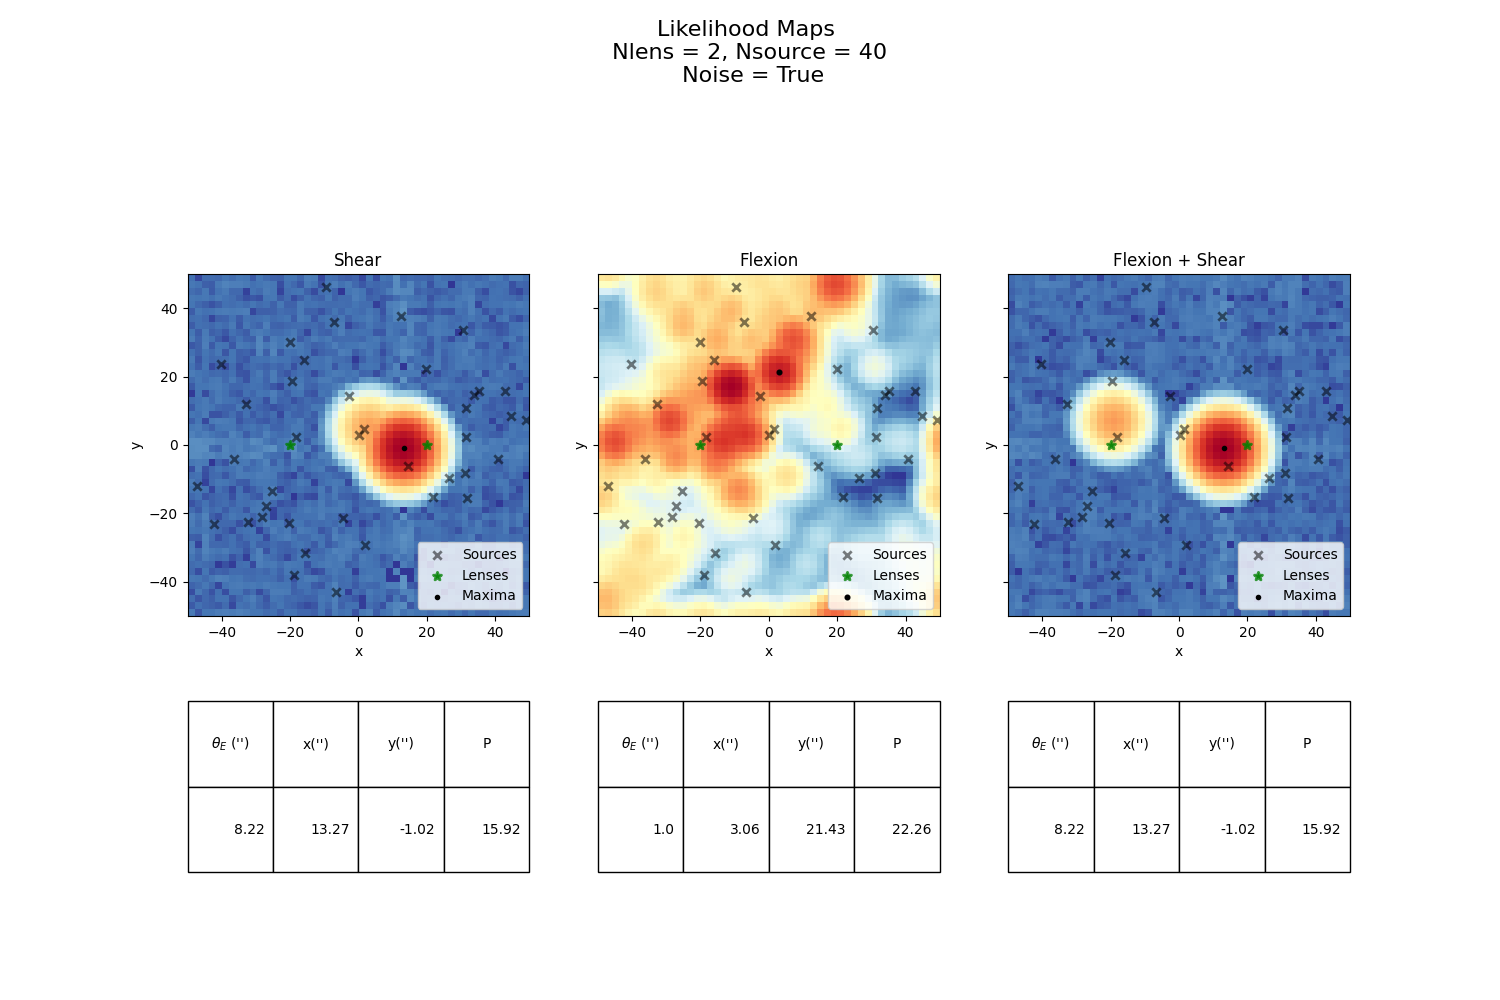 Likelihood Maps
Nlens = 2, Nsource = 40
Noise = True
Shear
Flexion
Flexion + Shear
y
40
20
0
−20
−40
−40 −20 0 20 40
x
Sources
Lenses
Maxima
y
−40 −20 0 20 40
x
Sources
Lenses
Maxima
y
−40 −20 0 20 40
x
Sources
Lenses
Maxima
θE ('') x('') y('') P
8.22 13.27 -1.02 15.92
θE ('') x('') y('') P
1.0 3.06 21.43 22.26
θE ('') x('') y('') P
8.22 13.27 -1.02 15.92